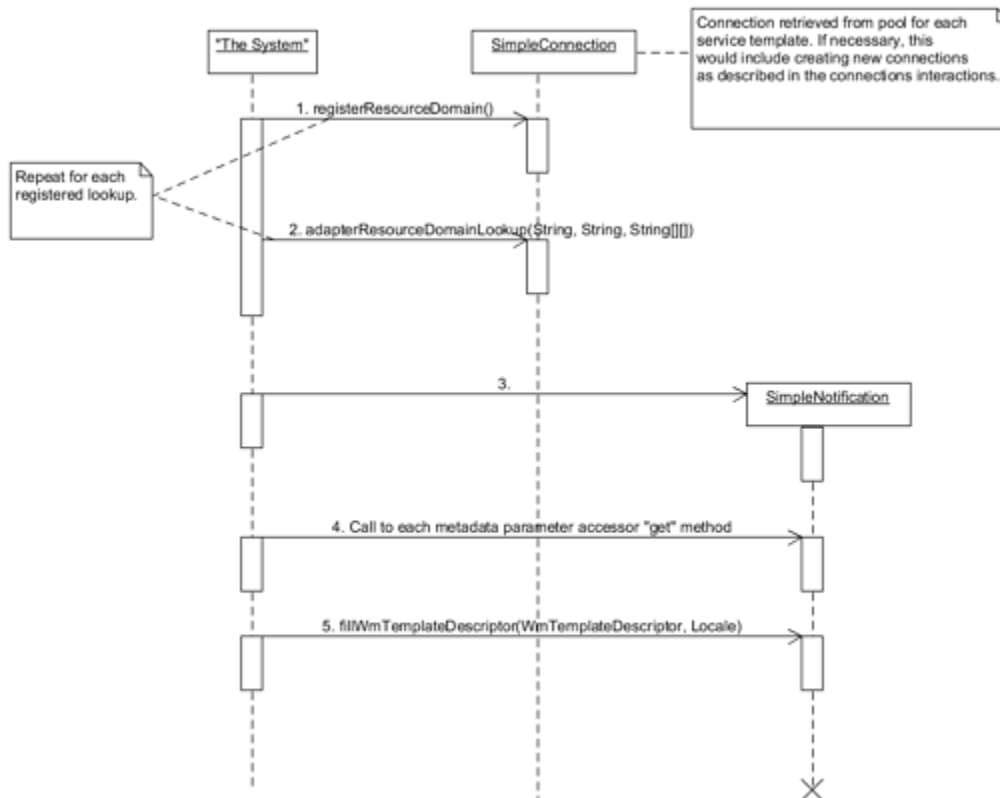 "The System"
SimpleConnection
Connection retrieved from pool for each
service template. If necessary, this
would include creating new connections
as described in the connections interactions.
1. registerResourceDomain()
Repeat for each
registered lookup.
2. adapterResourceDomainLookup(String, String, String[][])
3.
SimpleNotification
4. Call to each metadata parameter accessor "get" method
5. fillWmTemplateDescriptor(WmTemplateDescriptor, Locale)